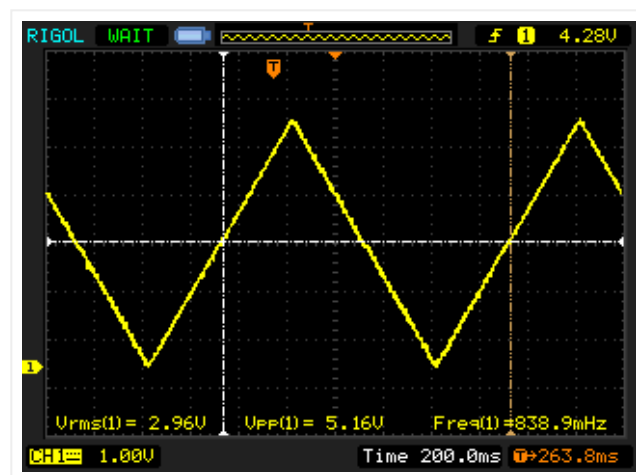 RIGOL WAIT T 1 4.28V
T
1
Vrms(1)= 2.96V Vpp(1)= 5.16V Freq(1)=838.9mHz
CH1 1.00V Time 200.0ms T→263.8ms